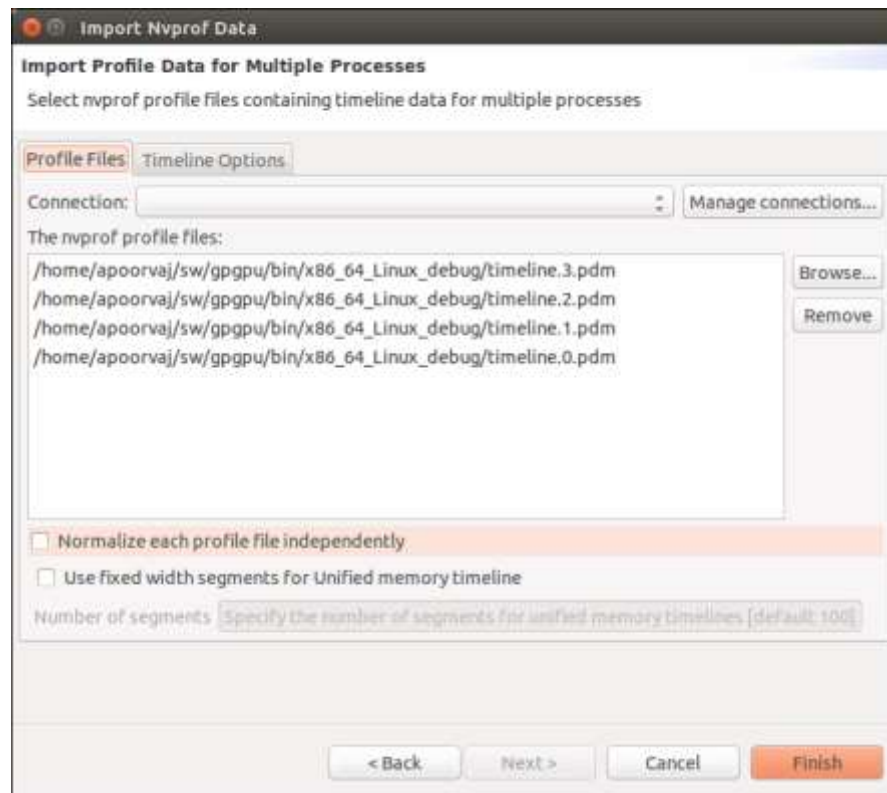 Import Nvprof Data
Import Profile Data for Multiple Processes
Select nvprof profile files containing timeline data for multiple processes
Profile Files Timeline Options
Connection: Manage connections...
The nvprof profile files:
/home/apoorvaj/sw/gpgpu/bin/x86_64_Linux_debug/timeline.3.pdm
/home/apoorvaj/sw/gpgpu/bin/x86_64_Linux_debug/timeline.2.pdm
/home/apoorvaj/sw/gpgpu/bin/x86_64_Linux_debug/timeline.1.pdm
/home/apoorvaj/sw/gpgpu/bin/x86_64_Linux_debug/timeline.0.pdm
Browse...
Remove
Normalize each profile file independently
Use fixed width segments for Unified memory timeline
Number of segments Specify the number of segments for unified memory timelines [default 100]
< Back Next > Cancel Finish